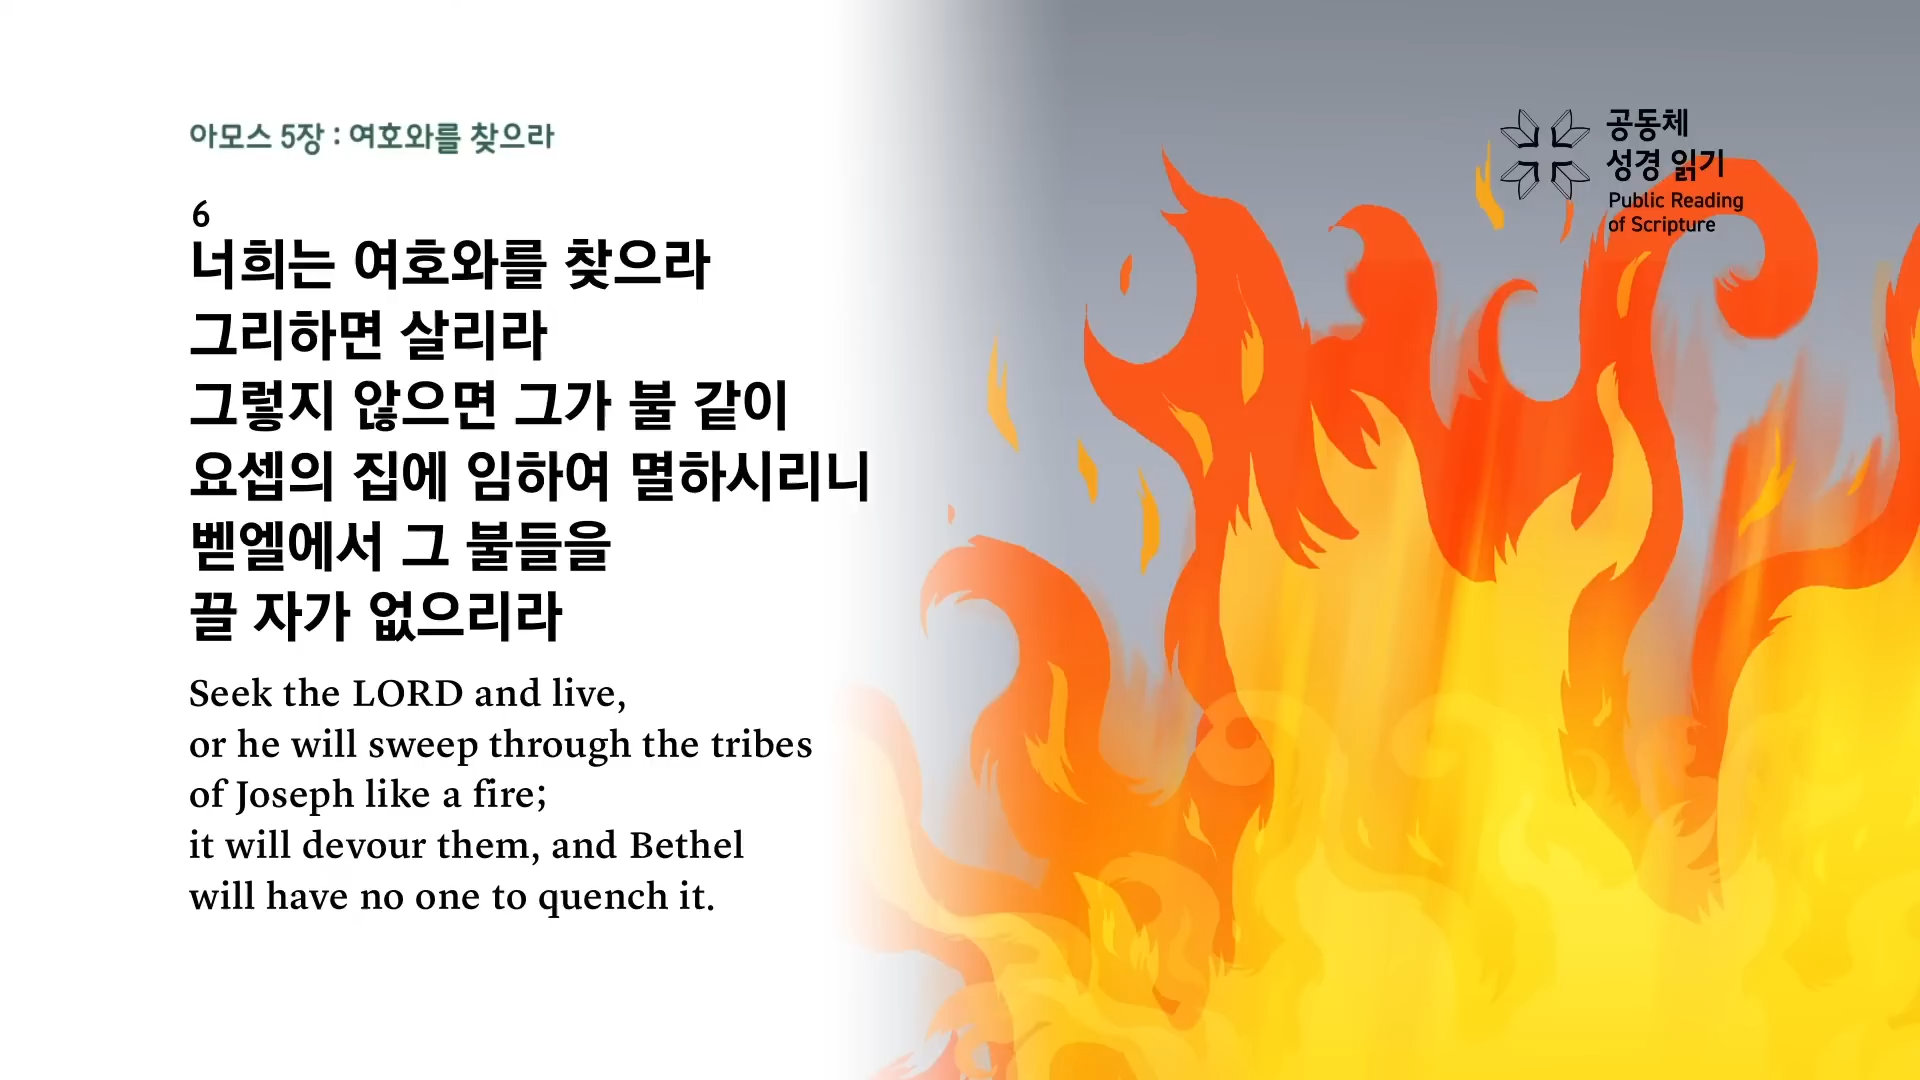 아모스 5장 : 여호와를 찾으라
6
너희는 여호와를 찾으라
그리하면 살리라
그렇지 않으면 그가 불 같이
요셉의 집에 임하여 멸하시리니
벧엘에서 그 불들을
끌 자가 없으리라
Seek the LORD and live,
or he will sweep through the tribes
of Joseph like a fire;
it will devour them, and Bethel
will have no one to quench it.
공동체
성경 읽기
Public Reading
of Scripture